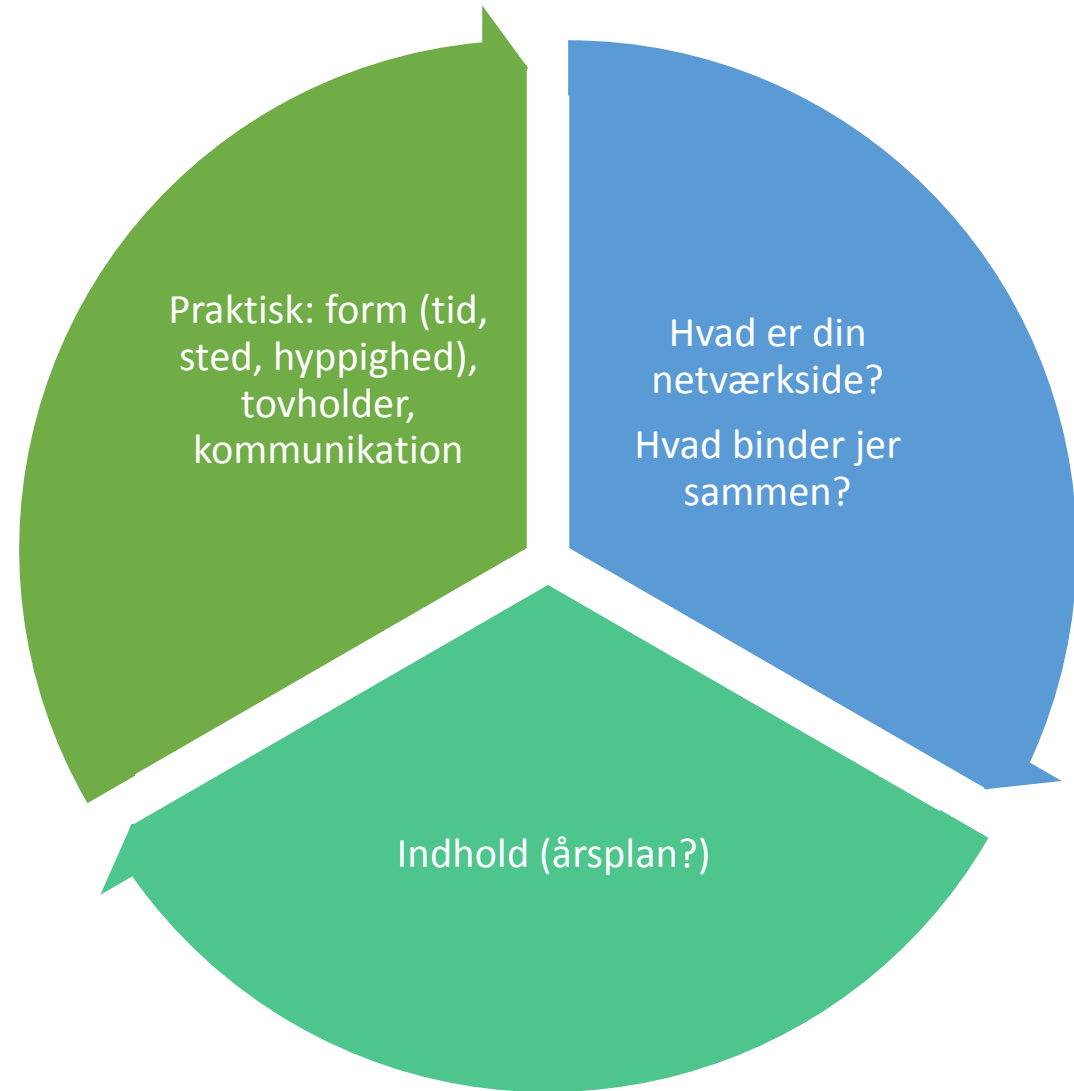 Praktisk: form (tid,
sted, hyppighed),
tovholder,
kommunikation
Hvad er din
netværkside?
Hvad binder jer
sammen?
Indhold (årsplan?)